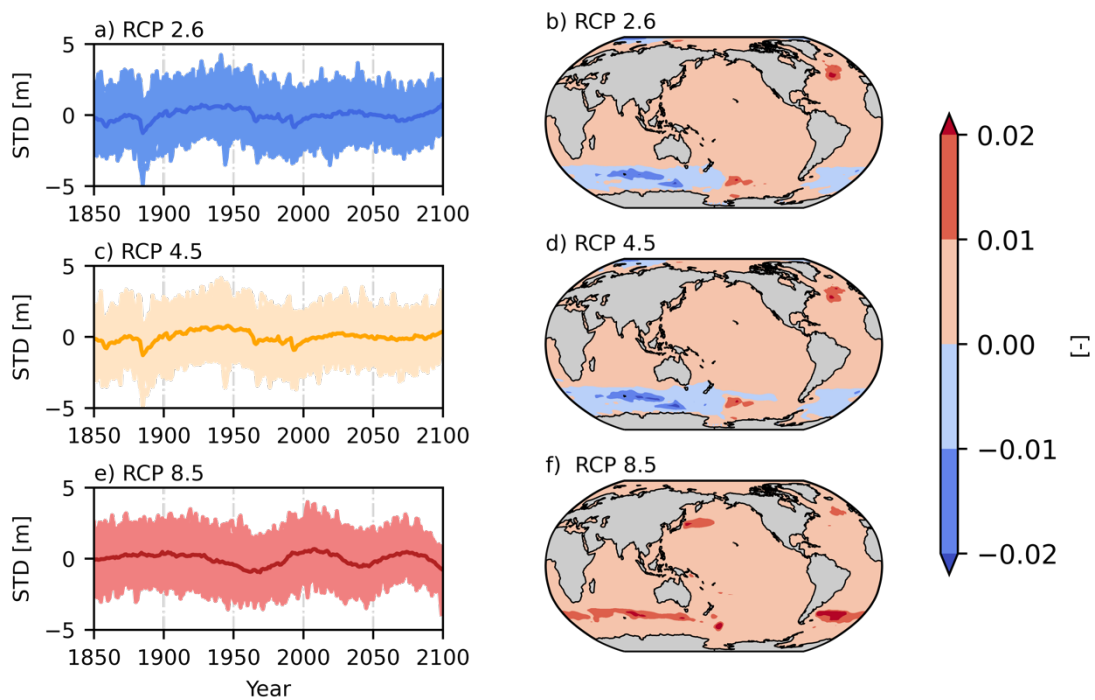 a) RCP 2.6
STD [m]
5
0
−5
1850 1900 1950 2000 2050 2100
b) RCP 2.6
c) RCP 4.5
STD [m]
5
0
−5
1850 1900 1950 2000 2050 2100
d) RCP 4.5
e) RCP 8.5
STD [m]
5
0
−5
1850 1900 1950 2000 2050 2100
Year
f) RCP 8.5
0.02
0.01
0.00
−0.01
−0.02
[-]